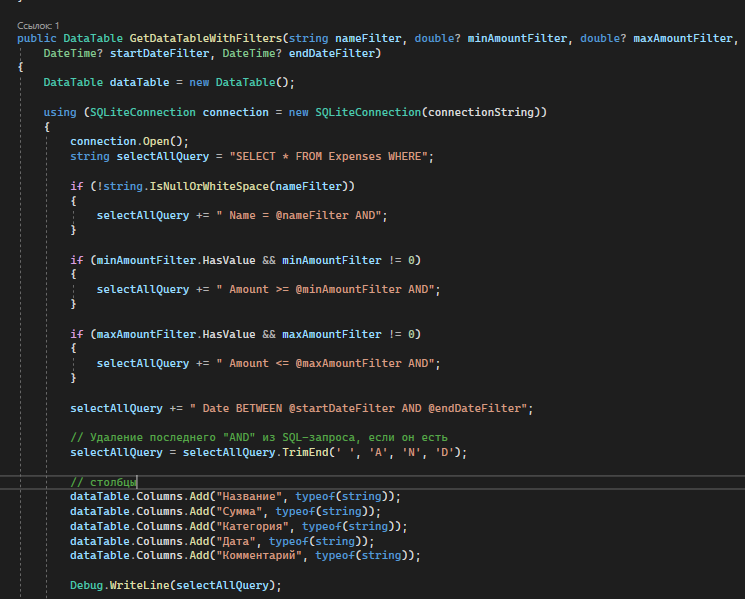 Ссылок: 1
public DataTable GetDataTableWithFilters(string nameFilter, double? minAmountFilter, double? maxAmountFilter,
DateTime? startDateFilter, DateTime? endDateFilter)
{
DataTable dataTable = new DataTable();
using (SQLiteConnection connection = new SQLiteConnection(connectionString))
{
connection.Open();
string selectAllQuery = "SELECT * FROM Expenses WHERE";
if (!string.IsNullOrWhiteSpace(nameFilter))
{
selectAllQuery += " Name = @nameFilter AND";
}
if (minAmountFilter.HasValue && minAmountFilter != 0)
{
selectAllQuery += " Amount >= @minAmountFilter AND";
}
if (maxAmountFilter.HasValue && maxAmountFilter != 0)
{
selectAllQuery += " Amount <= @maxAmountFilter AND";
}
selectAllQuery += " Date BETWEEN @startDateFilter AND @endDateFilter";
// Удаление последнего "AND" из SQL-запроса, если он есть
selectAllQuery = selectAllQuery.TrimEnd(' ', 'A', 'N', 'D');
// столбцы
dataTable.Columns.Add("Название", typeof(string));
dataTable.Columns.Add("Сумма", typeof(string));
dataTable.Columns.Add("Категория", typeof(string));
dataTable.Columns.Add("Дата", typeof(string));
dataTable.Columns.Add("Комментарий", typeof(string));
Debug.WriteLine(selectAllQuery);